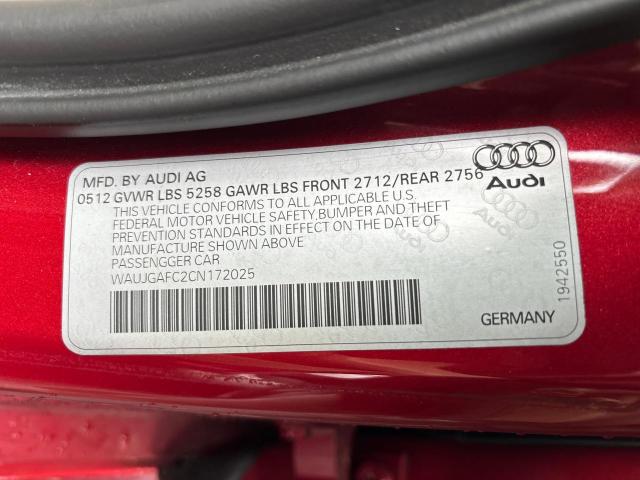 MFD. BY AUDI AG
0512 GVWR LBS 5258 GAWR LBS FRONT 2712/REAR 2756
THIS VEHICLE CONFORMS TO ALL APPLICABLE U.S.
FEDERAL MOTOR VEHICLE SAFETY,BUMPER AND THEFT
PREVENTION STANDARDS IN EFFECT ON THE DATE OF
MANUFACTURE SHOWN ABOVE
PASSENGGER CAR
WAUJGAFC2CN172025
Audi
1942550
GERMANY